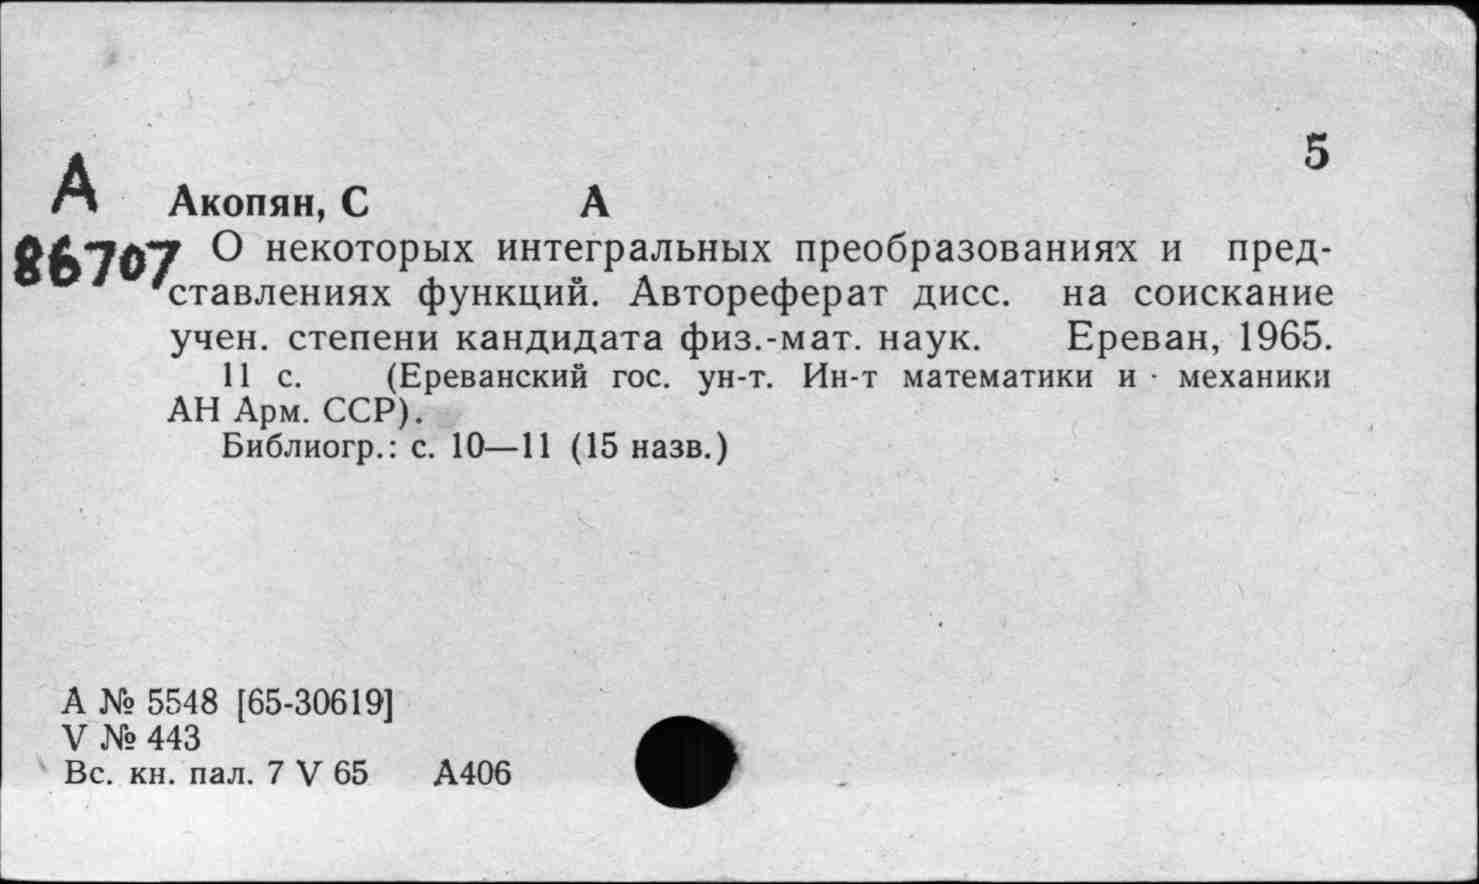 5
А
Акопян, С А
86707 О некоторых интегральных преобразованиях и пред-
ставлениях функций. Автореферат дисс. на соискание
учен. степени кандидата физ.-мат. наук. Ереван, 1965.
11 с. (Ереванский гос. ун-т. Ин-т математики и механики
АН Арм. ССР).
Библиогр.: с. 10—11 (15 назв.)
А № 5548 [65-30619]
V № 443
Вс. кн. пал. 7 V 65 А406